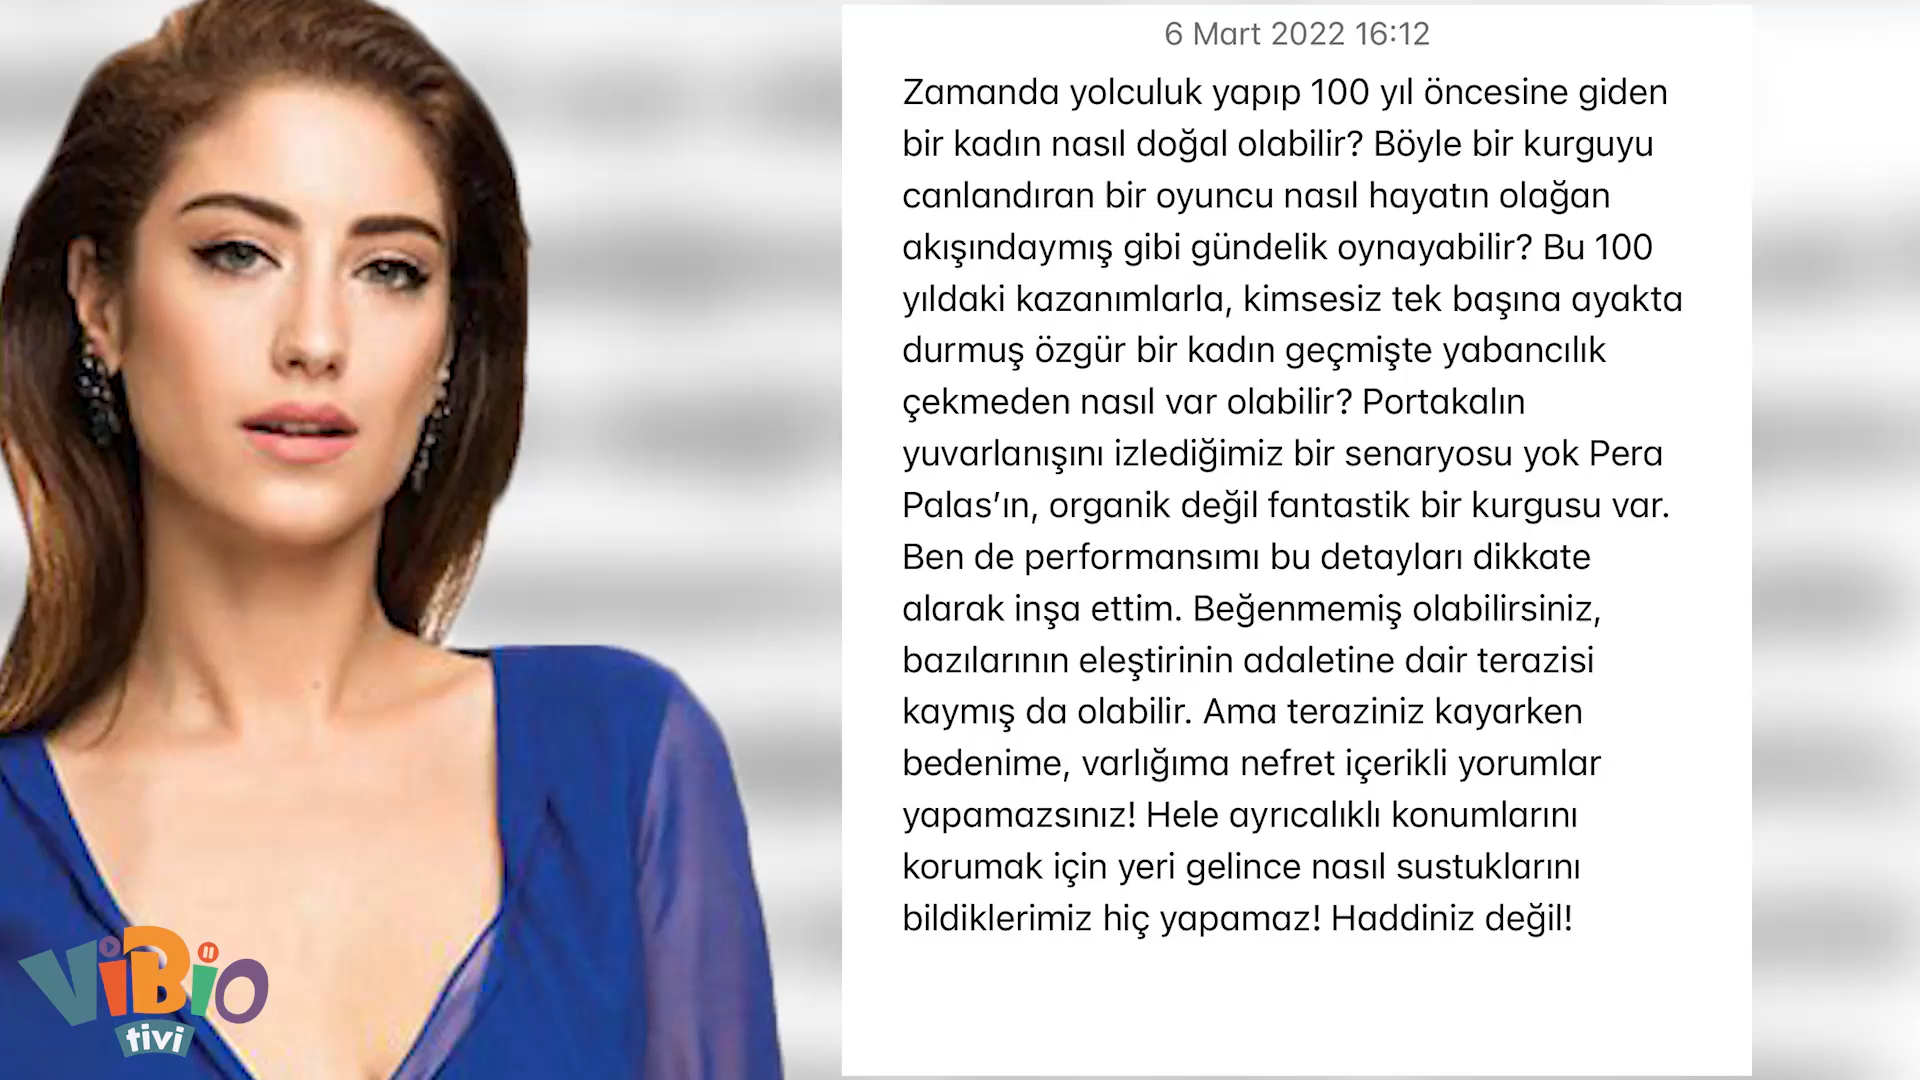 6 Mart 2022 16:12
Zamanda yolculuk yapıp 100 yıl öncesine giden
bir kadın nasıl doğal olabilir? Böyle bir kurguyu
canlandıran bir oyuncu nasıl hayatın olağan
akışındaymış gibi gündelik oynayabilir? Bu 100
yıldaki kazanımlarla, kimsesiz tek başına ayakta
durmuş özgür bir kadın geçmişte yabancılık
çekmeden nasıl var olabilir? Portakalın
yuvarlanışını izlediğimiz bir senaryosu yok Pera
Palas’ın, organik değil fantastik bir kurgusu var.
Ben de performansımı bu detayları dikkate
alarak inşa ettim. Beğenmemiş olabilirsiniz,
bazılarının eleştirinin adaletine dair terazisi
kaymış da olabilir. Ama teraziniz kayarken
bedenime, varlığıma nefret içerikli yorumlar
yapamazsınız! Hele ayrıcalıklı konumlarını
korumak için yeri gelince nasıl sustuklarını
bildiklerimiz hiç yapamaz! Haddiniz değil!
ViBiO
tivi